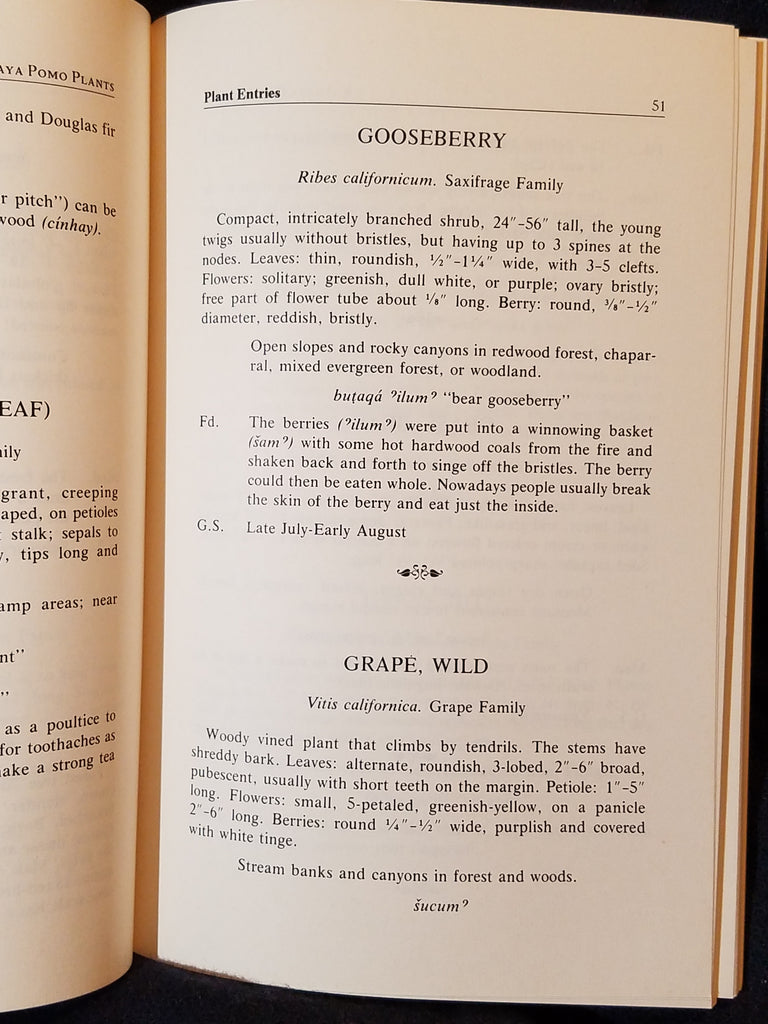 AYA POMO PLANTS
and Douglas fir
r pitch") can be
wood (cínhay).
EAF)
ily
grant, creeping
aped, on petioles
stalk; sepals to
y, tips long and
amp areas; near
nt"
"
as a poultice to
for toothaches as
ake a strong tea
Plant Entries 51
GOOSEBERRY
Ribes californicum. Saxifrage Family
Compact, intricately branched shrub, 24″-56″ tall, the young
twigs usually without bristles, but having up to 3 spines at the
nodes. Leaves: thin, roundish, ½″-1¼″ wide, with 3-5 clefts.
Flowers: solitary; greenish, dull white, or purple; ovary bristly;
free part of flower tube about ⅛″ long. Berry: round, ⅜″-½″
diameter, reddish, bristly.
Open slopes and rocky canyons in redwood forest, chapar-
ral, mixed evergreen forest, or woodland.
buṭaqá ʔilumʔ "bear gooseberry"
Fd. The berries (ʔilumʔ) were put into a winnowing basket
(šamʔ) with some hot hardwood coals from the fire and
shaken back and forth to singe off the bristles. The berry
could then be eaten whole. Nowadays people usually break
the skin of the berry and eat just the inside.
G.S. Late July-Early August
GRAPE, WILD
Vitis californica. Grape Family
Woody vined plant that climbs by tendrils. The stems have
shreddy bark. Leaves: alternate, roundish, 3-lobed, 2″-6″ broad,
pubescent, usually with short teeth on the margin. Petiole: 1″-5″
long. Flowers: small, 5-petaled, greenish-yellow, on a panicle
2″-6″ long. Berries: round ¼″-½″ wide, purplish and covered
with white tinge.
Stream banks and canyons in forest and woods.
šucumʔ